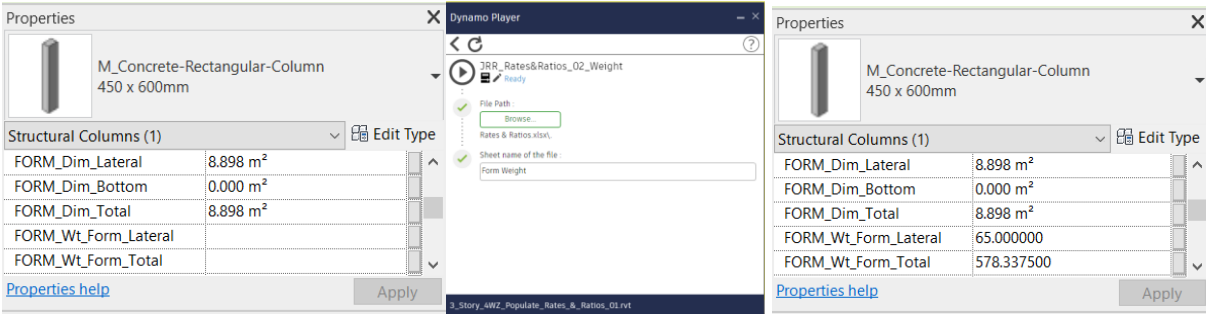 Properties
M_Concrete-Rectangular-Column
450 x 600mm
Structural Columns (1)
Edit Type
FORM_Dim_Lateral 8.898 m²
FORM_Dim_Bottom 0.000 m²
FORM_Dim_Total 8.898 m²
FORM_Wt_Form_Lateral
FORM_Wt_Form_Total
Properties help
Apply
Dynamo Player
JRR_Rates&Ratios_02_Weight
Ready
File Path :
Browse...
Rates & Ratios.xlsx\,
Sheet name of the file :
Form Weight
3_Story_4WZ_Populate_Rates_&_Ratios_01.rvt
Properties
M_Concrete-Rectangular-Column
450 x 600mm
Structural Columns (1)
Edit Type
FORM_Dim_Lateral 8.898 m²
FORM_Dim_Bottom 0.000 m²
FORM_Dim_Total 8.898 m²
FORM_Wt_Form_Lateral 65.000000
FORM_Wt_Form_Total 578.337500
Properties help
Apply